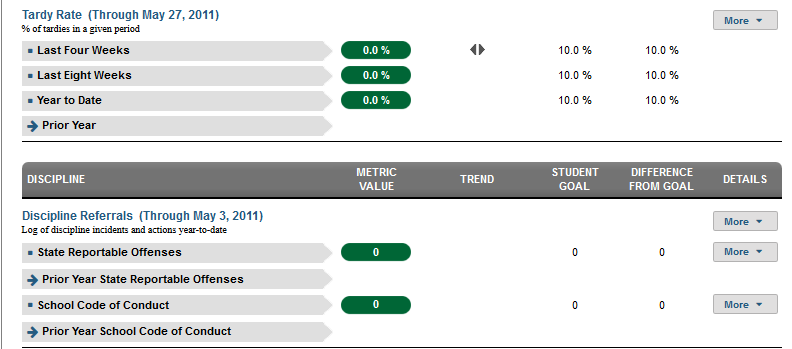 Tardy Rate (Through May 27, 2011)
More
% of tardies in a given period
Last Four Weeks 0.0 % 10.0 % 10.0 %
Last Eight Weeks 0.0 % 10.0 % 10.0 %
Year to Date 0.0 % 10.0 % 10.0 %
Prior Year
DISCIPLINE METRIC VALUE TREND STUDENT GOAL DIFFERENCE FROM GOAL DETAILS
Discipline Referrals (Through May 3, 2011)
More
Log of discipline incidents and actions year-to-date
State Reportable Offenses 0 0 0 More
Prior Year State Reportable Offenses
School Code of Conduct 0 0 0 More
Prior Year School Code of Conduct